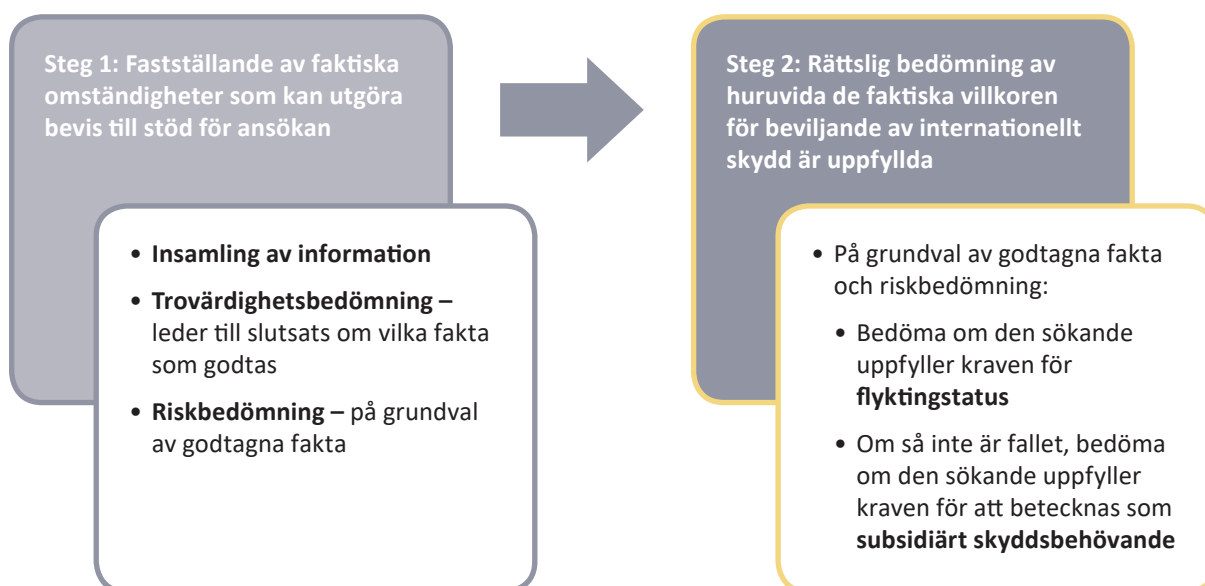 Steg 1: Fastställande av faktiska
omständigheter som kan utgöra
bevis till stöd för ansökan
• Insamling av information
• Trovärdighetsbedömning –
leder till slutsats om vilka fakta
som godtas
• Riskbedömning – på grundval
av godtagna fakta
Steg 2: Rättslig bedömning av
huruvida de faktiska villkoren
för beviljande av internationellt
skydd är uppfyllda
• På grundval av godtagna fakta
och riskbedömning:
• Bedöma om den sökande
uppfyller kraven för
flyktingstatus
• Om så inte är fallet, bedöma
om den sökande uppfyller
kraven för att betecknas som
subsidiärt skyddsbehövande